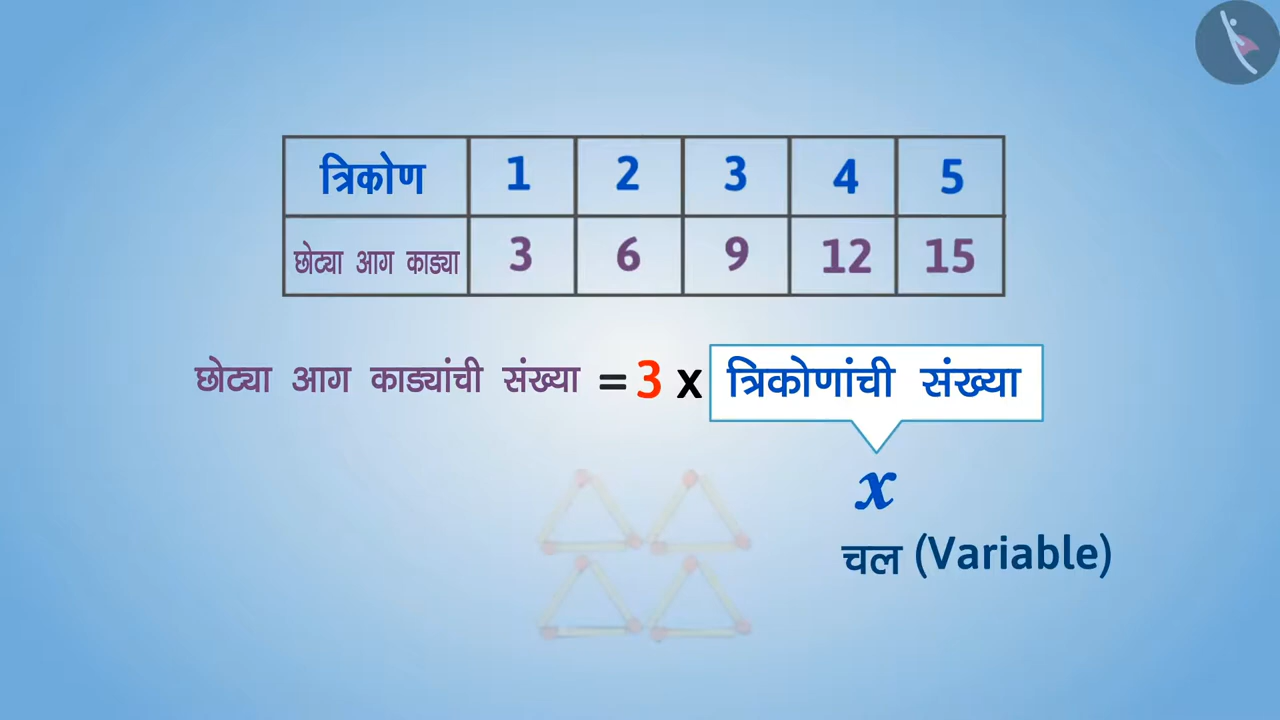 त्रिकोण 1 2 3 4 5
छोट्या आग काड्या 3 6 9 12 15
छोट्या आग काड्यांची संख्या = 3 x त्रिकोणांची संख्या
x
चल (Variable)